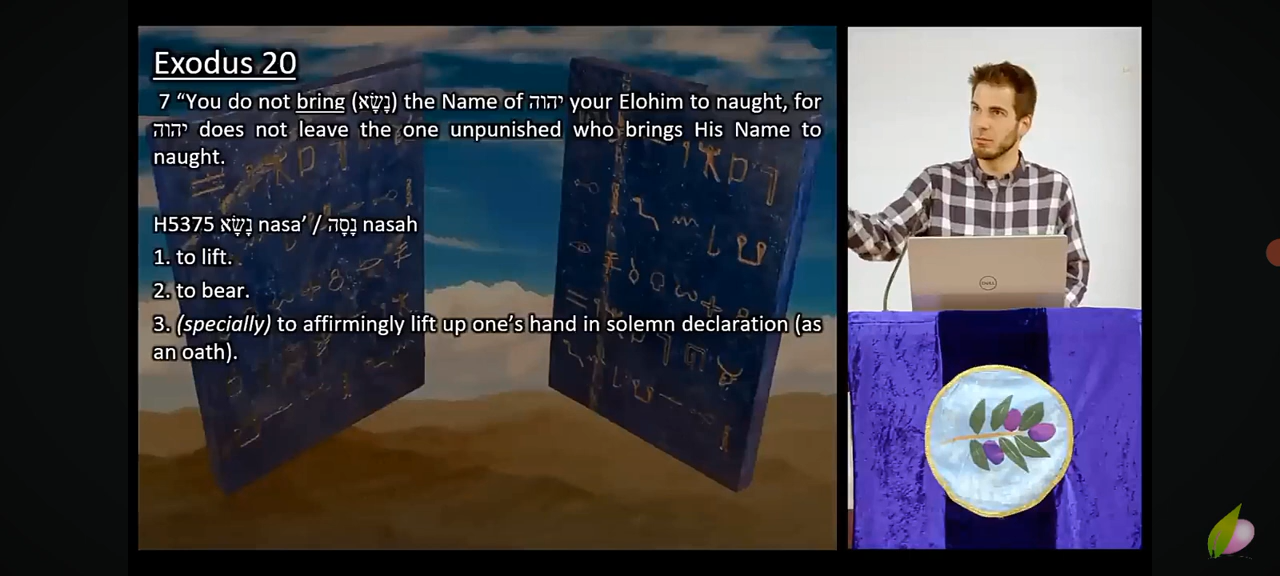 Exodus 20
7 “You do not bring (נָשָׂא) the Name of יהוה your Elohim to naught, for
יהוה does not leave the one unpunished who brings His Name to
naught.
H5375 נָשָׂא nasa’ / נָסָה nasah
1. to lift.
2. to bear.
3. (specially) to affirmingly lift up one’s hand in solemn declaration (as
an oath).
DELL